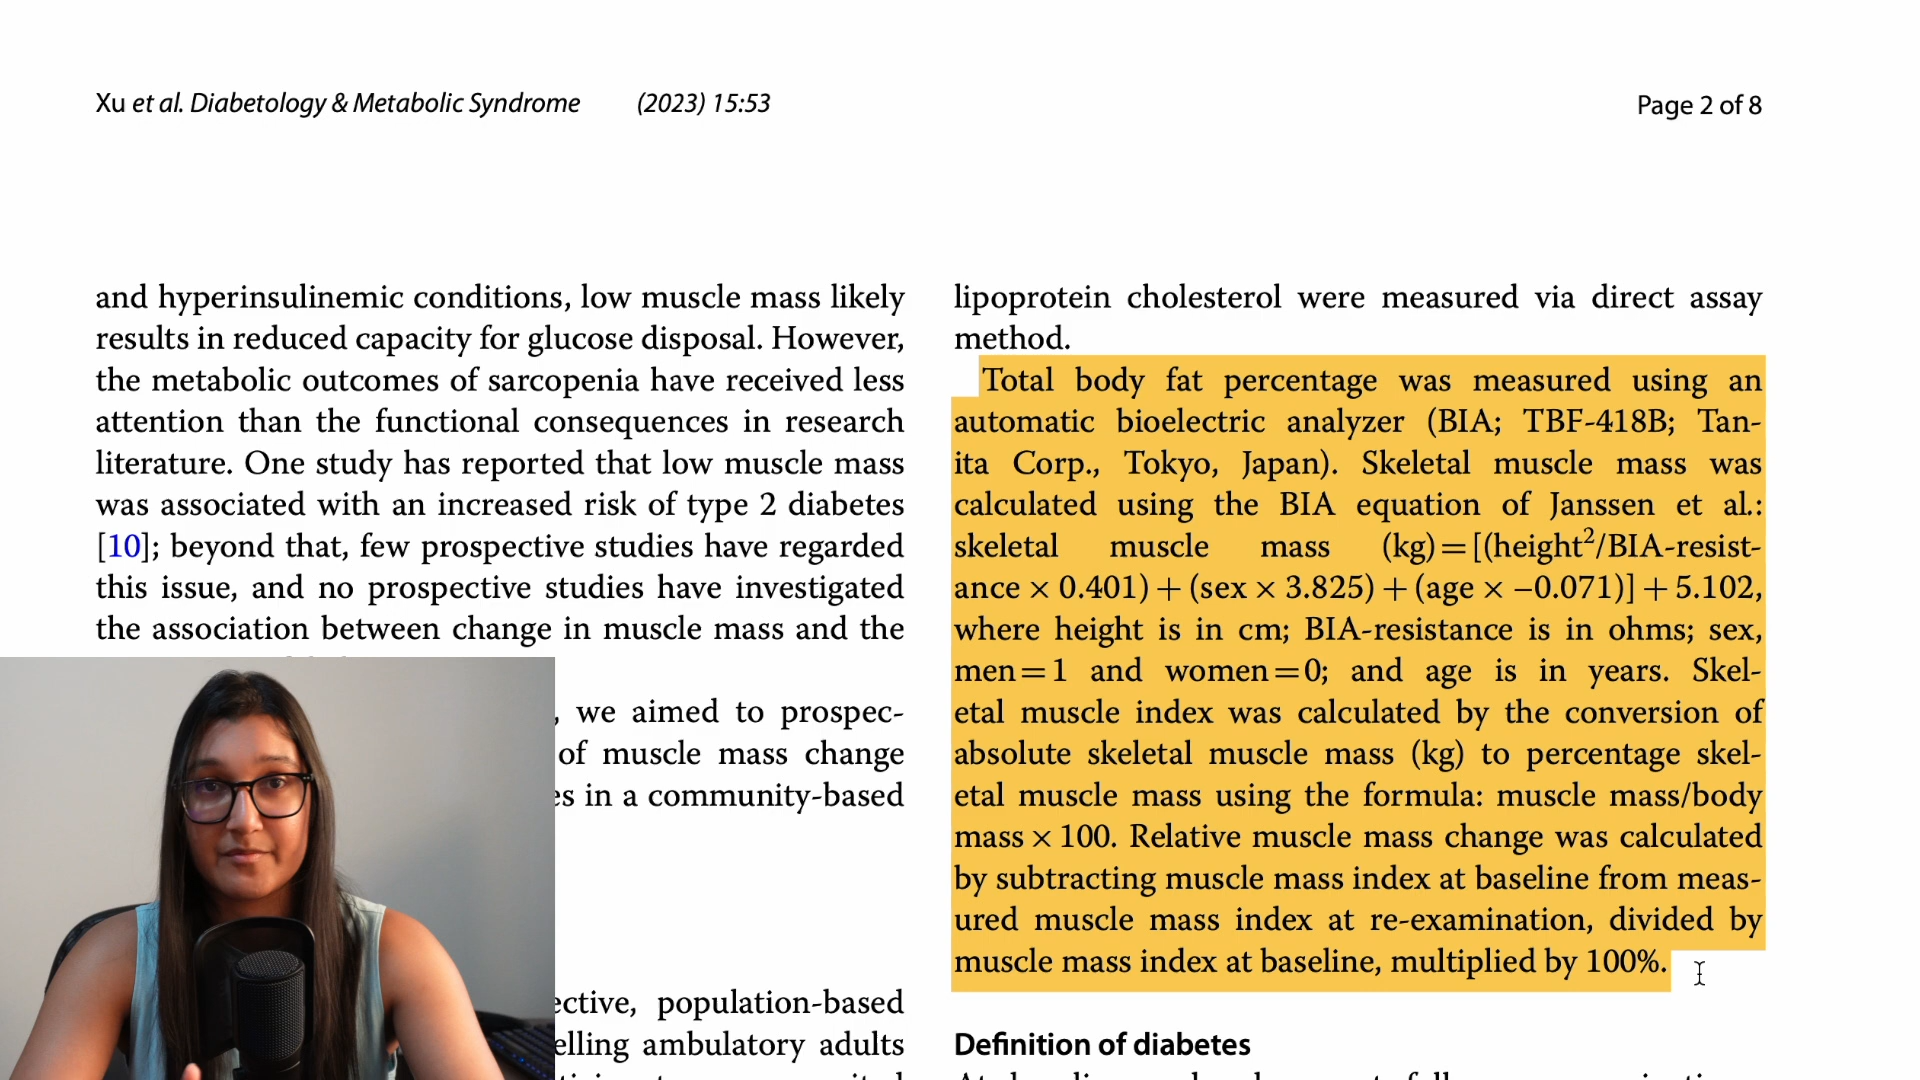 Xu et al. Diabetology & Metabolic Syndrome (2023) 15:53
Page 2 of 8
and hyperinsulinemic conditions, low muscle mass likely
results in reduced capacity for glucose disposal. However,
the metabolic outcomes of sarcopenia have received less
attention than the functional consequences in research
literature. One study has reported that low muscle mass
was associated with an increased risk of type 2 diabetes
[10]; beyond that, few prospective studies have regarded
this issue, and no prospective studies have investigated
the association between change in muscle mass and the
, we aimed to prospec-
of muscle mass change
es in a community-based
ective, population-based
elling ambulatory adults
lipoprotein cholesterol were measured via direct assay
method.
Total body fat percentage was measured using an
automatic bioelectric analyzer (BIA; TBF-418B; Tan-
ita Corp., Tokyo, Japan). Skeletal muscle mass was
calculated using the BIA equation of Janssen et al.:
skeletal muscle mass (kg) = [(height²/BIA-resist-
ance × 0.401) + (sex × 3.825) + (age × −0.071)] + 5.102,
where height is in cm; BIA-resistance is in ohms; sex,
men = 1 and women = 0; and age is in years. Skel-
etal muscle index was calculated by the conversion of
absolute skeletal muscle mass (kg) to percentage skel-
etal muscle mass using the formula: muscle mass/body
mass × 100. Relative muscle mass change was calculated
by subtracting muscle mass index at baseline from meas-
ured muscle mass index at re-examination, divided by
muscle mass index at baseline, multiplied by 100%.
Definition of diabetes